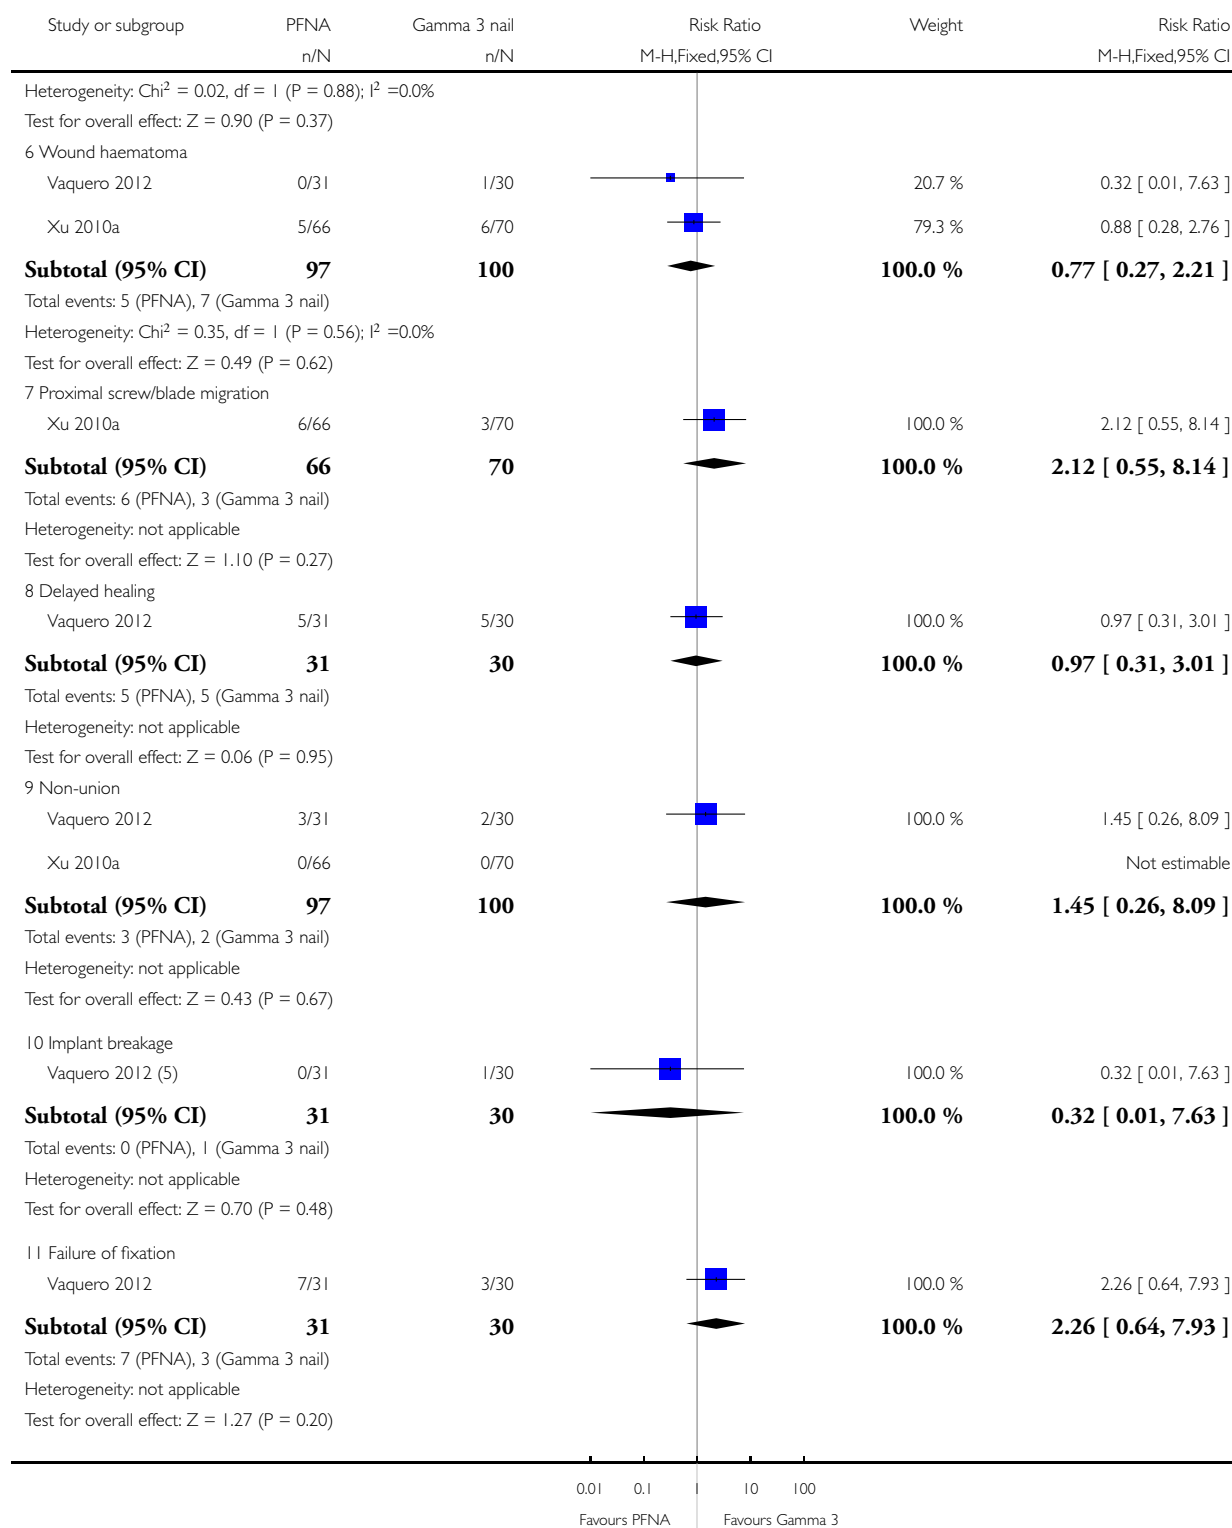 Study or subgroup PFNA Gamma 3 nail Risk Ratio Weight Risk Ratio
n/N n/N M-H,Fixed,95% CI M-H,Fixed,95% CI
Heterogeneity: Chi² = 0.02, df = 1 (P = 0.88); I² =0.0%
Test for overall effect: Z = 0.90 (P = 0.37)
6 Wound haematoma
Vaquero 2012 0/31 1/30 20.7 % 0.32 [ 0.01, 7.63 ]
Xu 2010a 5/66 6/70 79.3 % 0.88 [ 0.28, 2.76 ]
Subtotal (95% CI) 97 100 100.0 % 0.77 [ 0.27, 2.21 ]
Total events: 5 (PFNA), 7 (Gamma 3 nail)
Heterogeneity: Chi² = 0.35, df = 1 (P = 0.56); I² =0.0%
Test for overall effect: Z = 0.49 (P = 0.62)
7 Proximal screw/blade migration
Xu 2010a 6/66 3/70 100.0 % 2.12 [ 0.55, 8.14 ]
Subtotal (95% CI) 66 70 100.0 % 2.12 [ 0.55, 8.14 ]
Total events: 6 (PFNA), 3 (Gamma 3 nail)
Heterogeneity: not applicable
Test for overall effect: Z = 1.10 (P = 0.27)
8 Delayed healing
Vaquero 2012 5/31 5/30 100.0 % 0.97 [ 0.31, 3.01 ]
Subtotal (95% CI) 31 30 100.0 % 0.97 [ 0.31, 3.01 ]
Total events: 5 (PFNA), 5 (Gamma 3 nail)
Heterogeneity: not applicable
Test for overall effect: Z = 0.06 (P = 0.95)
9 Non-union
Vaquero 2012 3/31 2/30 100.0 % 1.45 [ 0.26, 8.09 ]
Xu 2010a 0/66 0/70 Not estimable
Subtotal (95% CI) 97 100 100.0 % 1.45 [ 0.26, 8.09 ]
Total events: 3 (PFNA), 2 (Gamma 3 nail)
Heterogeneity: not applicable
Test for overall effect: Z = 0.43 (P = 0.67)
10 Implant breakage
Vaquero 2012 (5) 0/31 1/30 100.0 % 0.32 [ 0.01, 7.63 ]
Subtotal (95% CI) 31 30 100.0 % 0.32 [ 0.01, 7.63 ]
Total events: 0 (PFNA), 1 (Gamma 3 nail)
Heterogeneity: not applicable
Test for overall effect: Z = 0.70 (P = 0.48)
11 Failure of fixation
Vaquero 2012 7/31 3/30 100.0 % 2.26 [ 0.64, 7.93 ]
Subtotal (95% CI) 31 30 100.0 % 2.26 [ 0.64, 7.93 ]
Total events: 7 (PFNA), 3 (Gamma 3 nail)
Heterogeneity: not applicable
Test for overall effect: Z = 1.27 (P = 0.20)
0.01 0.1 1 10 100
Favours PFNA Favours Gamma 3